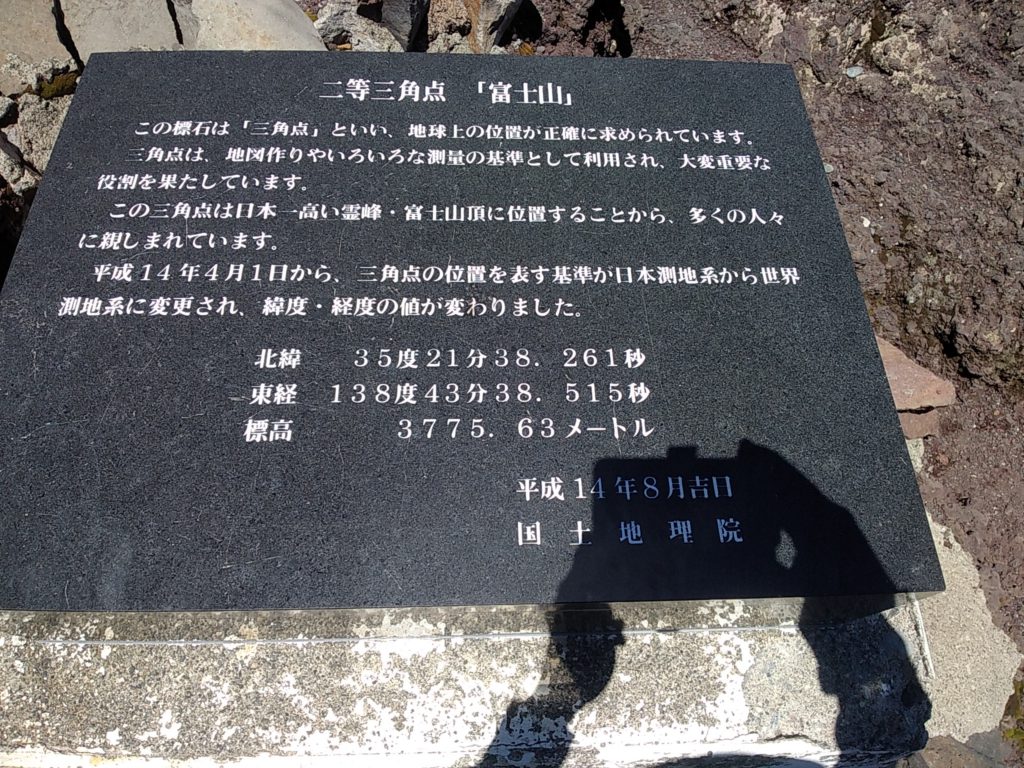 二等三角点 「富士山」
この標石は「三角点」といい、地球上の位置が正確に求められています。
三角点は、地図作りやいろいろな測量の基準として利用され、大変重要な
役割を果たしています。
この三角点は日本一高い霊峰・富士山頂に位置することから、多くの人々
に親しまれています。
平成14年4月1日から、三角点の位置を表す基準が日本測地系から世界
測地系に変更され、緯度・経度の値が変わりました。
北緯 35度21分38.261秒
東経 138度43分38.515秒
標高 3775.63メートル
平成14年8月吉日
国土地理院